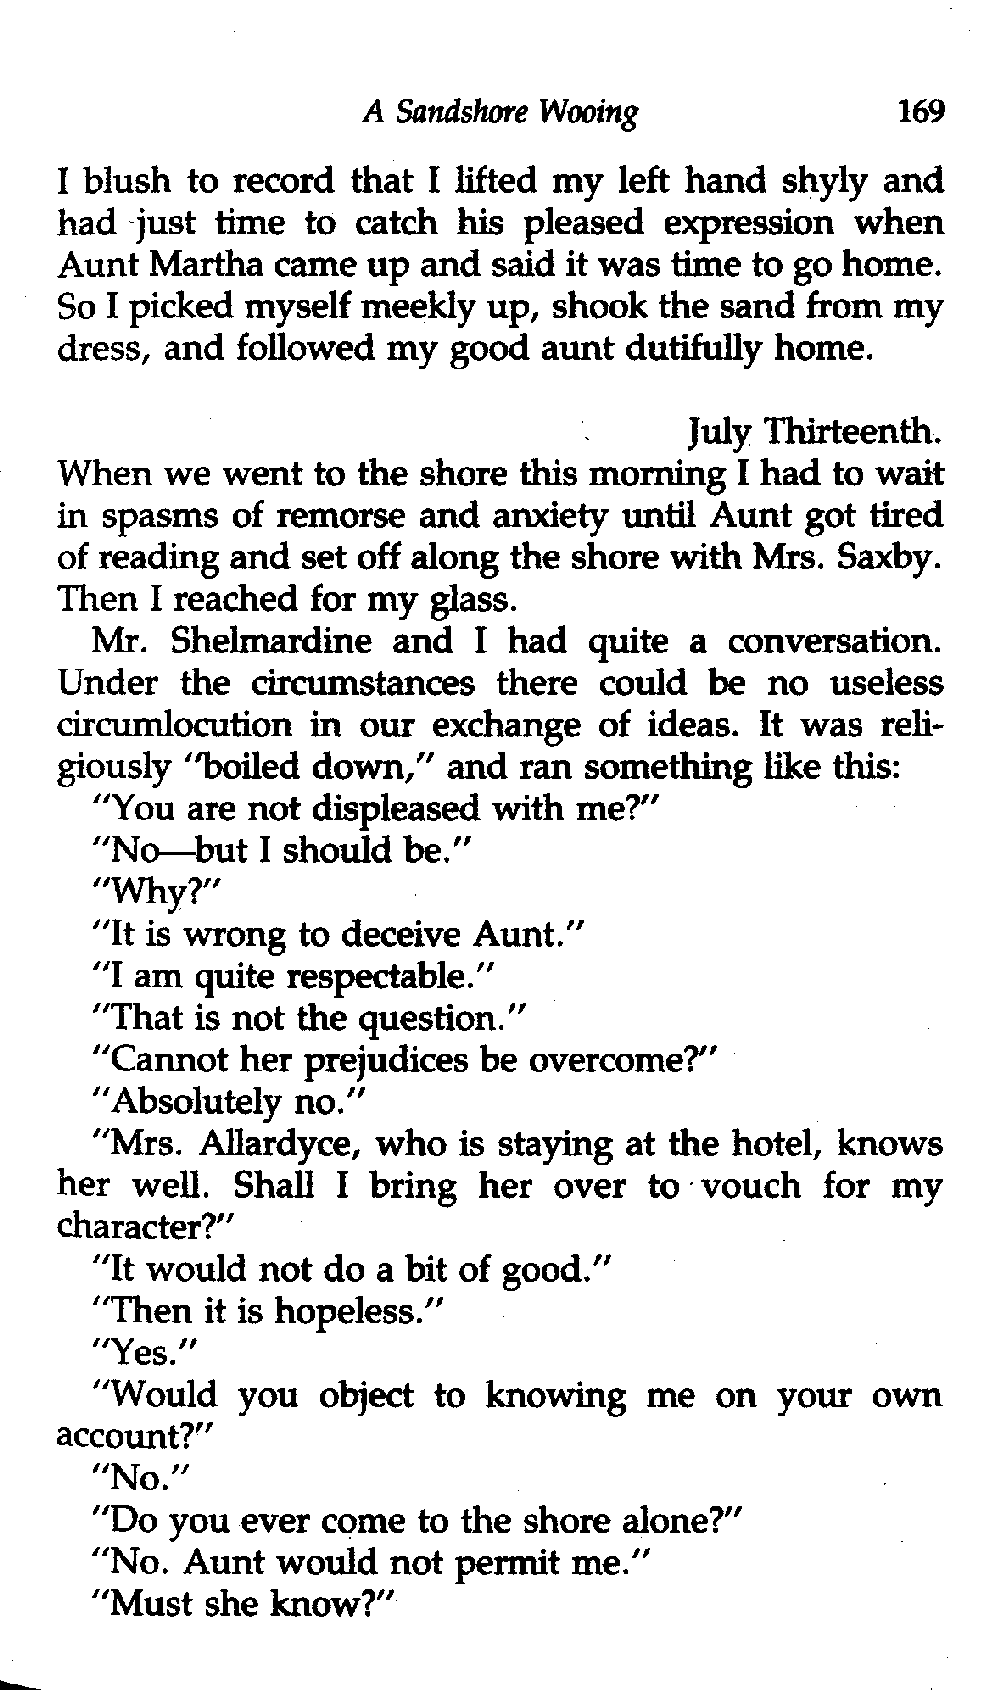 A Sandshore Wooing 169
I blush to record that I lifted my left hand shyly and
had just time to catch his pleased expression when
Aunt Martha came up and said it was time to go home.
So I picked myself meekly up, shook the sand from my
dress, and followed my good aunt dutifully home.
July Thirteenth.
When we went to the shore this morning I had to wait
in spasms of remorse and anxiety until Aunt got tired
of reading and set off along the shore with Mrs. Saxby.
Then I reached for my glass.
Mr. Shelmardine and I had quite a conversation.
Under the circumstances there could be no useless
circumlocution in our exchange of ideas. It was reli-
giously "boiled down," and ran something like this:
"You are not displeased with me?"
"No—but I should be."
"Why?"
"It is wrong to deceive Aunt."
"I am quite respectable."
"That is not the question."
"Cannot her prejudices be overcome?"
"Absolutely no."
"Mrs. Allardyce, who is staying at the hotel, knows
her well. Shall I bring her over to vouch for my
character?"
"It would not do a bit of good."
"Then it is hopeless."
"Yes."
"Would you object to knowing me on your own
account?"
"No."
"Do you ever come to the shore alone?"
"No. Aunt would not permit me."
"Must she know?"